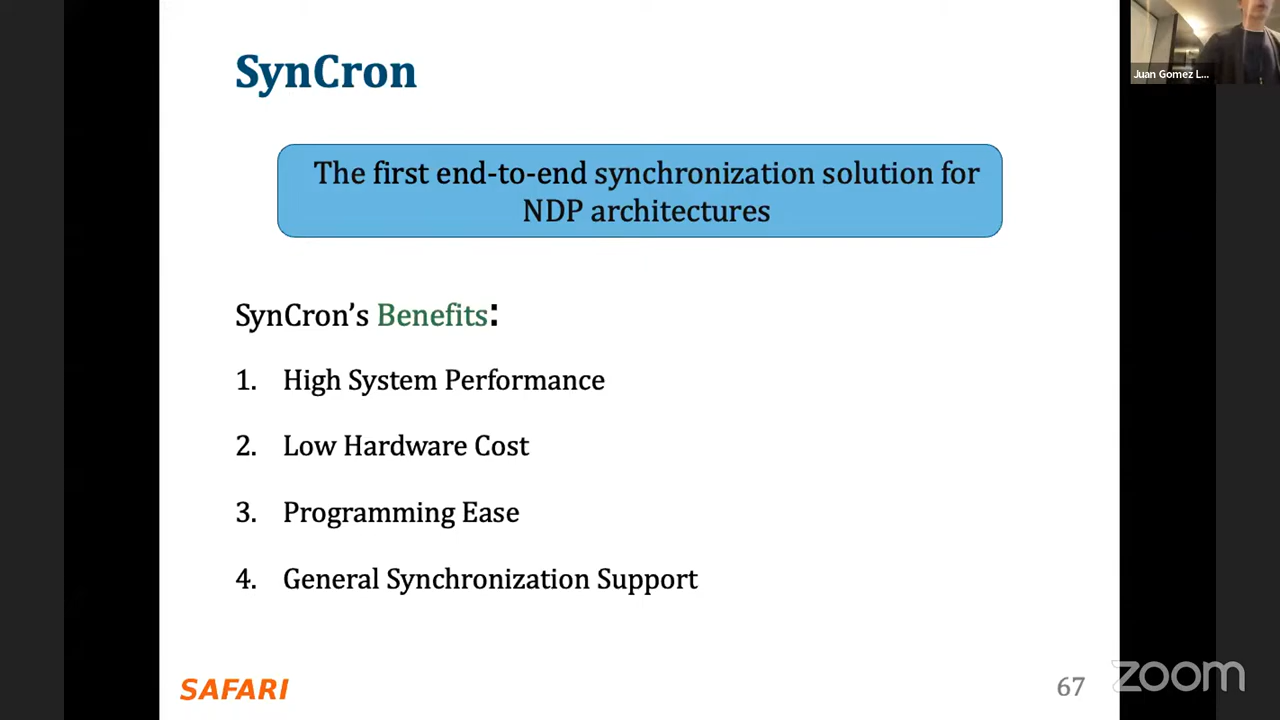 SynCron
The first end-to-end synchronization solution for
NDP architectures
SynCron's Benefits:
1. High System Performance
2. Low Hardware Cost
3. Programming Ease
4. General Synchronization Support
SAFARI
67
zoom
Juan Gomez L...